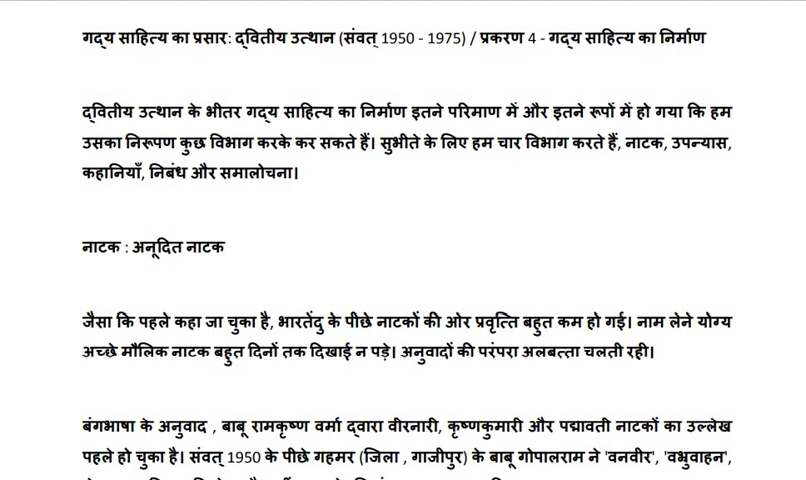 गद्य साहित्य का प्रसार: द्वितीय उत्थान (संवत् 1950 - 1975) / प्रकरण 4 - गद्य साहित्य का निर्माण
द्वितीय उत्थान के भीतर गद्य साहित्य का निर्माण इतने परिमाण में और इतने रूपों में हो गया कि हम
उसका निरूपण कुछ विभाग करके कर सकते हैं। सुभीते के लिए हम चार विभाग करते हैं, नाटक, उपन्यास,
कहानियाँ, निबंध और समालोचना।
नाटक : अनूदित नाटक
जैसा कि पहले कहा जा चुका है, भारतेंदु के पीछे नाटकों की ओर प्रवृत्ति बहुत कम हो गई। नाम लेने योग्य
अच्छे मौलिक नाटक बहुत दिनों तक दिखाई न पड़े। अनुवादों की परंपरा अलबत्ता चलती रही।
बंगभाषा के अनुवाद , बाबू रामकृष्ण वर्मा द्वारा वीरनारी, कृष्णकुमारी और पद्मावती नाटकों का उल्लेख
पहले हो चुका है। संवत् 1950 के पीछे गहमर (जिला , गाजीपुर) के बाबू गोपालराम ने 'वनवीर', 'वभ्रुवाहन',